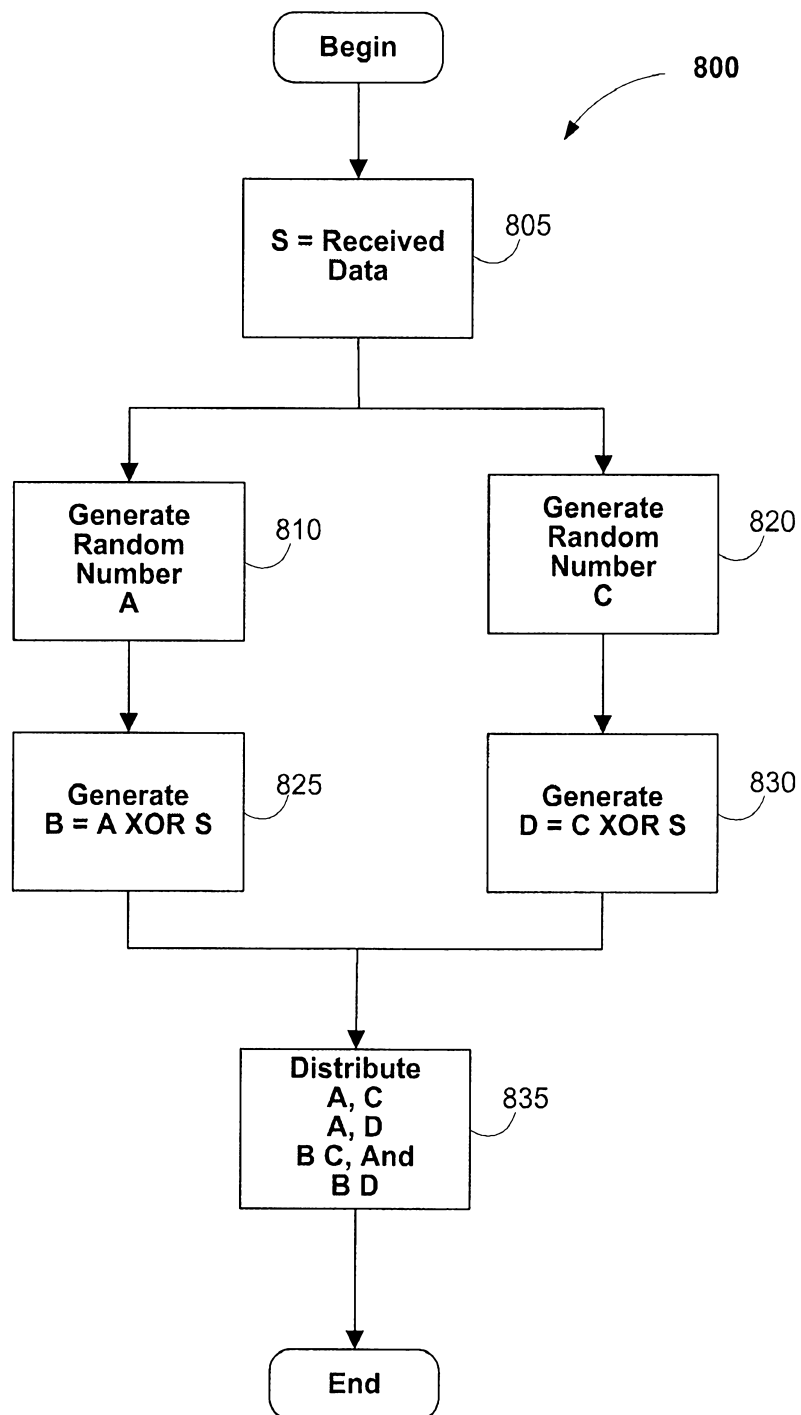 Begin
800
S = Received
Data
805
Generate
Random
Number
A
810
Generate
Random
Number
C
820
Generate
B = A XOR S
825
Generate
D = C XOR S
830
Distribute
A, C
A, D
B C, And
B D
835
End